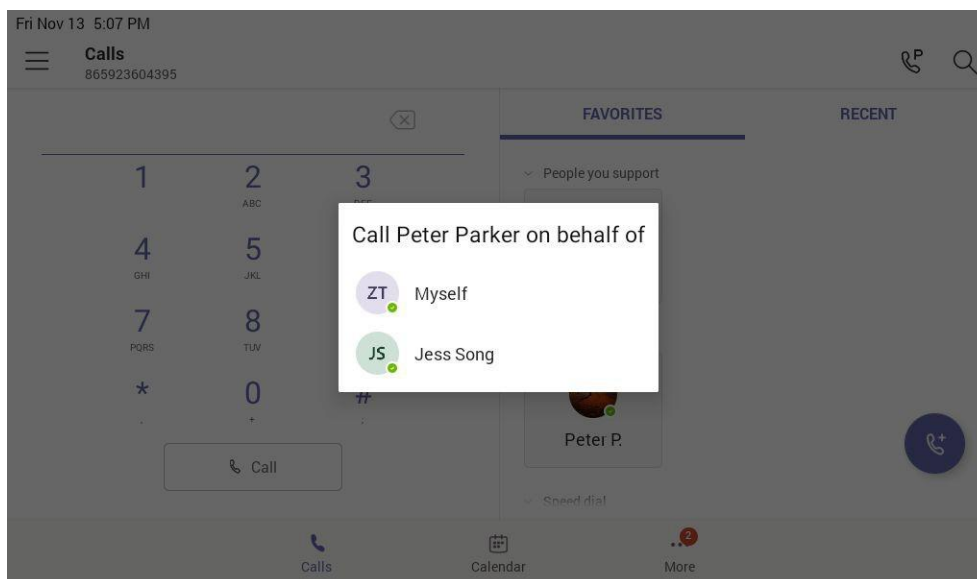 Fri Nov 13 5:07 PM
Calls
865923604395
P
FAVORITES
RECENT
People you support
1
2
3
ABC
DEF
Call Peter Parker on behalf of
4
5
GHI
JKL
ZT Myself
7
8
PQRS
TUV
JS Jess Song
*
0
#
+
Peter P.
Call
Speed dial
2
Calls
Calendar
More